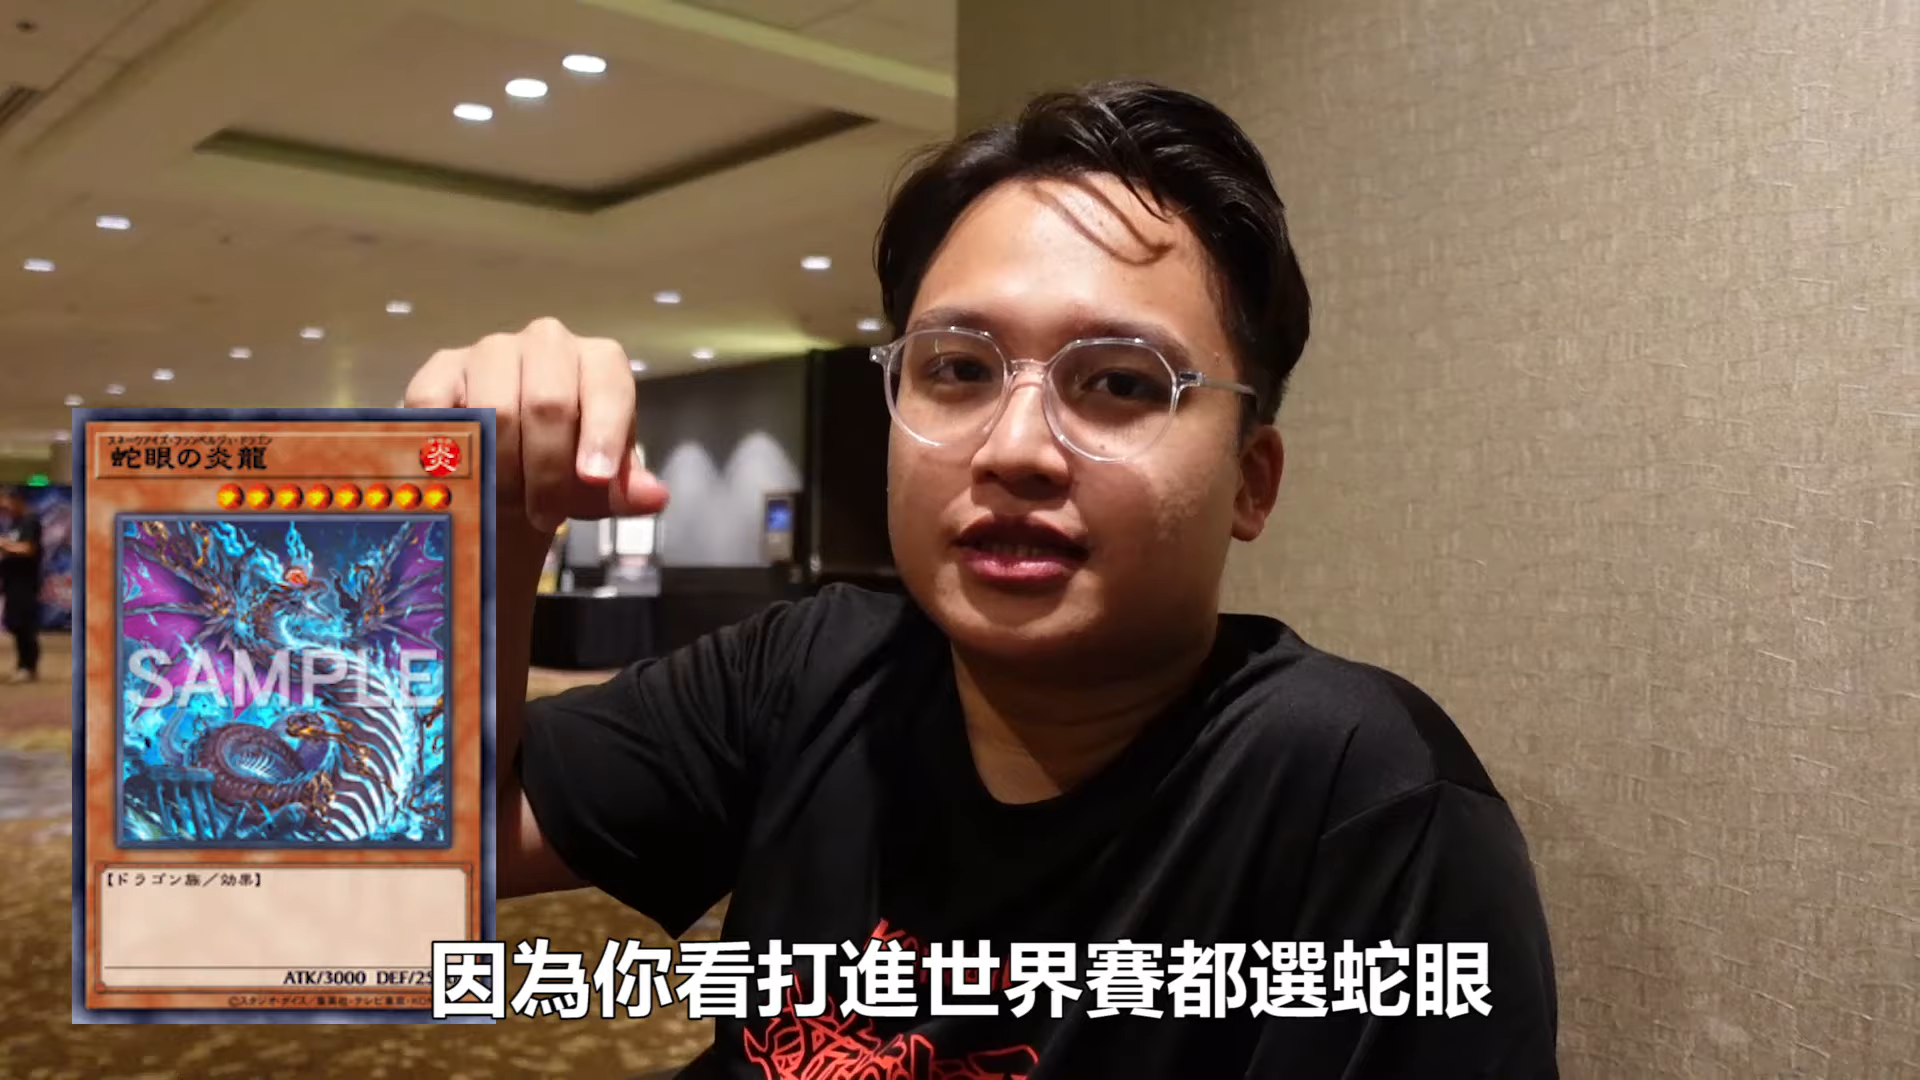 スネークアイズ・フランベルジュ・ドラゴン
蛇眼の炎龍
炎
SAMPLE
【ドラゴン族／効果】
ATK/3000 DEF/25
因為你看打進世界賽都選蛇眼